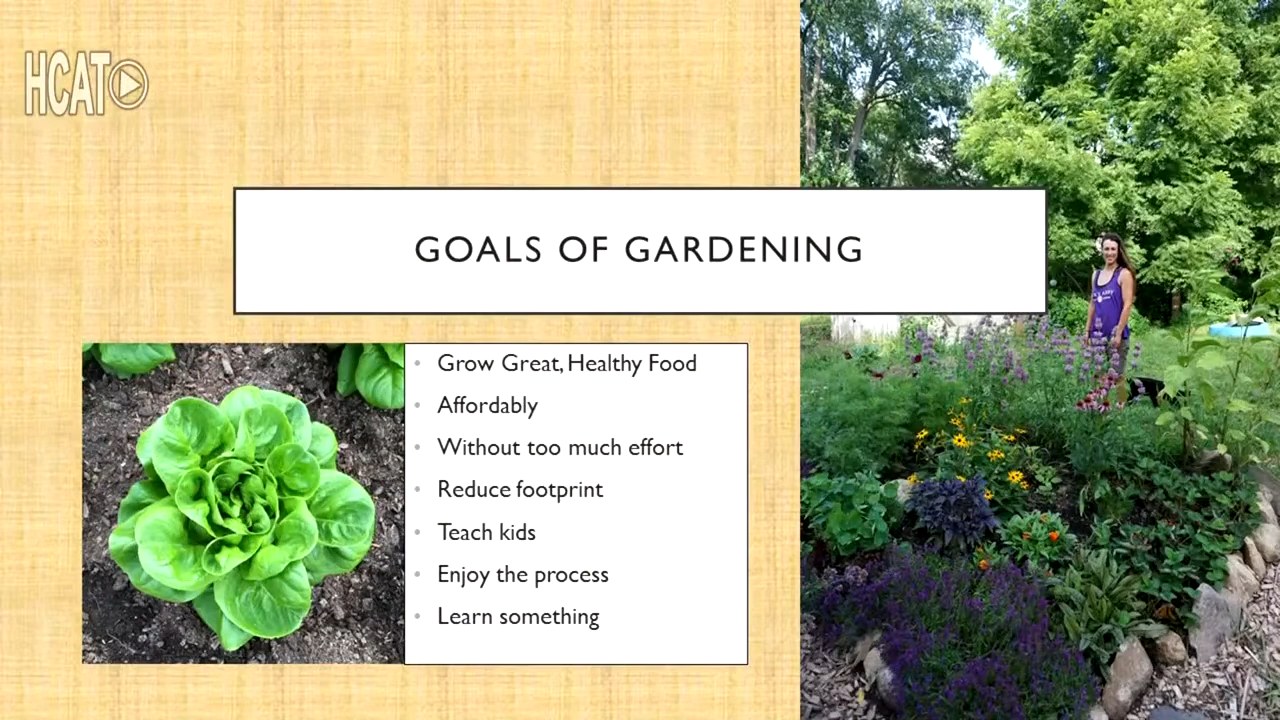 HCAT
GOALS OF GARDENING
Grow Great, Healthy Food
Affordably
Without too much effort
Reduce footprint
Teach kids
Enjoy the process
Learn something